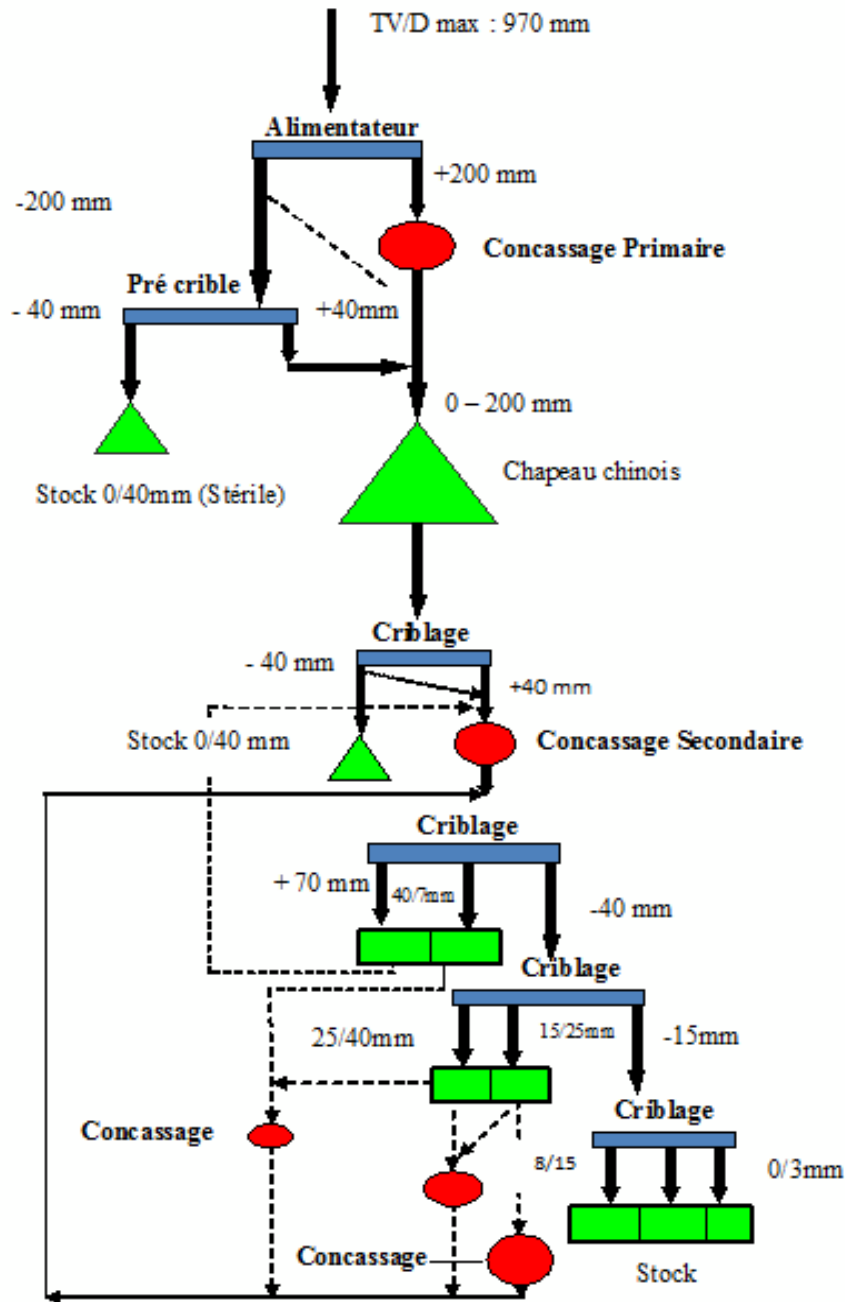 TV/D max : 970 mm
Alimentateur
+200 mm
-200 mm
Concassage Primaire
Pré crible
- 40 mm
+40mm
0 – 200 mm
Chapeau chinois
Stock 0/40mm (Stérile)
Criblage
- 40 mm
+40 mm
Stock 0/40 mm
Concassage Secondaire
Criblage
+ 70 mm
40/7mm
-40 mm
Criblage
25/40mm
15/25mm
-15mm
Criblage
Concassage
8/15
0/3mm
Concassage
Stock